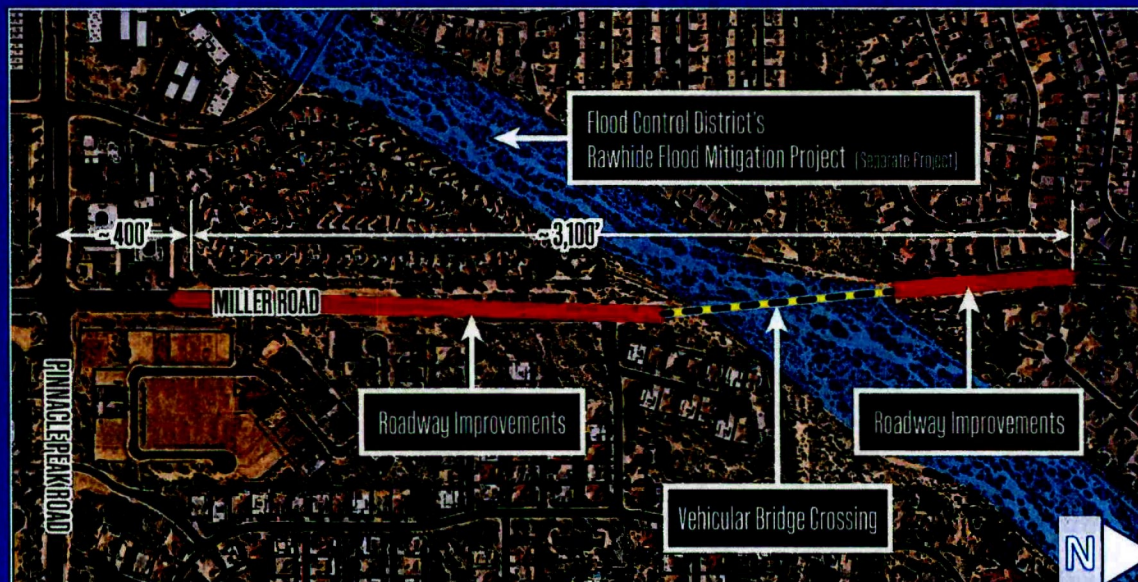 Flood Control District's
Rawhide Flood Mitigation Project (Separate Project)
~400'
~3,100'
MILLER ROAD
PINNACLE PEAK ROAD
Roadway Improvements
Roadway Improvements
Vehicular Bridge Crossing
N